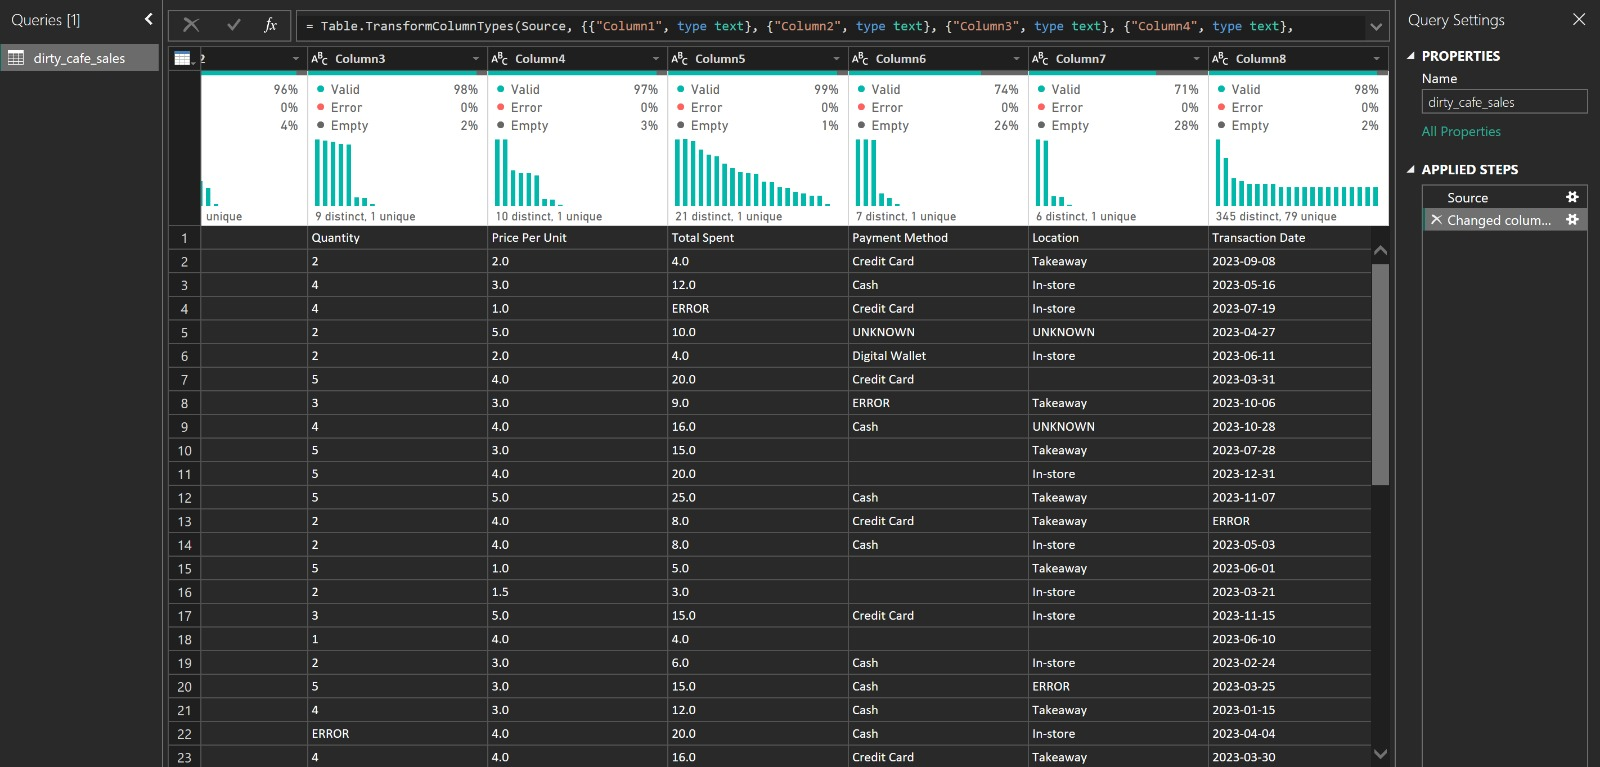 Queries [1]
dirty_cafe_sales
fx
= Table.TransformColumnTypes(Source, {{"Column1", type text}, {"Column2", type text}, {"Column3", type text}, {"Column4", type text},
2 ABC Column3 ABC Column4 ABC Column5 ABC Column6 ABC Column7 ABC Column8
96% Valid 98% Valid 97% Valid 99% Valid 74% Valid 71% Valid 98%
0% Error 0% Error 0% Error 0% Error 0% Error 0% Error 0%
4% Empty 2% Empty 3% Empty 1% Empty 26% Empty 28% Empty 2%
unique 9 distinct, 1 unique 10 distinct, 1 unique 21 distinct, 1 unique 7 distinct, 1 unique 6 distinct, 1 unique 345 distinct, 79 unique
1 Quantity Price Per Unit Total Spent Payment Method Location Transaction Date
2 2 2.0 4.0 Credit Card Takeaway 2023-09-08
3 4 3.0 12.0 Cash In-store 2023-05-16
4 4 1.0 ERROR Credit Card In-store 2023-07-19
5 2 5.0 10.0 UNKNOWN UNKNOWN 2023-04-27
6 2 2.0 4.0 Digital Wallet In-store 2023-06-11
7 5 4.0 20.0 Credit Card 2023-03-31
8 3 3.0 9.0 ERROR Takeaway 2023-10-06
9 4 4.0 16.0 Cash UNKNOWN 2023-10-28
10 5 3.0 15.0 Takeaway 2023-07-28
11 5 4.0 20.0 In-store 2023-12-31
12 5 5.0 25.0 Cash Takeaway 2023-11-07
13 2 4.0 8.0 Credit Card Takeaway ERROR
14 2 4.0 8.0 Cash In-store 2023-05-03
15 5 1.0 5.0 Takeaway 2023-06-01
16 2 1.5 3.0 In-store 2023-03-21
17 3 5.0 15.0 Credit Card In-store 2023-11-15
18 1 4.0 4.0 2023-06-10
19 2 3.0 6.0 Cash In-store 2023-02-24
20 5 3.0 15.0 Cash ERROR 2023-03-25
21 4 3.0 12.0 Cash Takeaway 2023-01-15
22 ERROR 4.0 20.0 Cash In-store 2023-04-04
23 4 4.0 16.0 Credit Card Takeaway 2023-03-30
Query Settings
PROPERTIES
Name
dirty_cafe_sales
All Properties
APPLIED STEPS
Source
Changed colum...